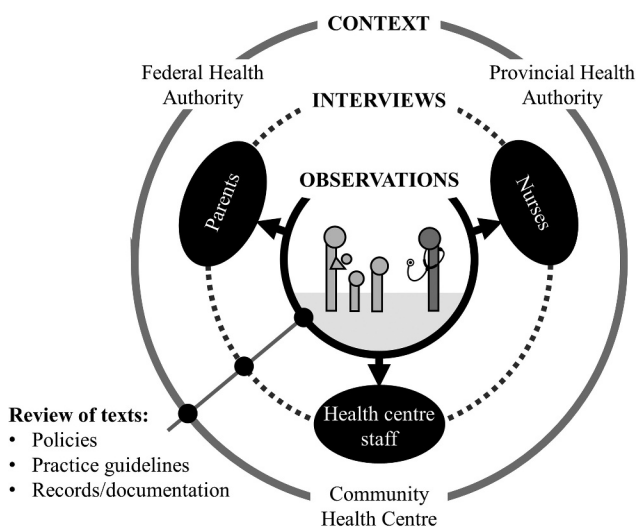 CONTEXT
Federal Health
Authority
Provincial Health
Authority
INTERVIEWS
Parents
OBSERVATIONS
Nurses
Health centre
staff
Review of texts:
• Policies
• Practice guidelines
• Records/documentation
Community
Health Centre